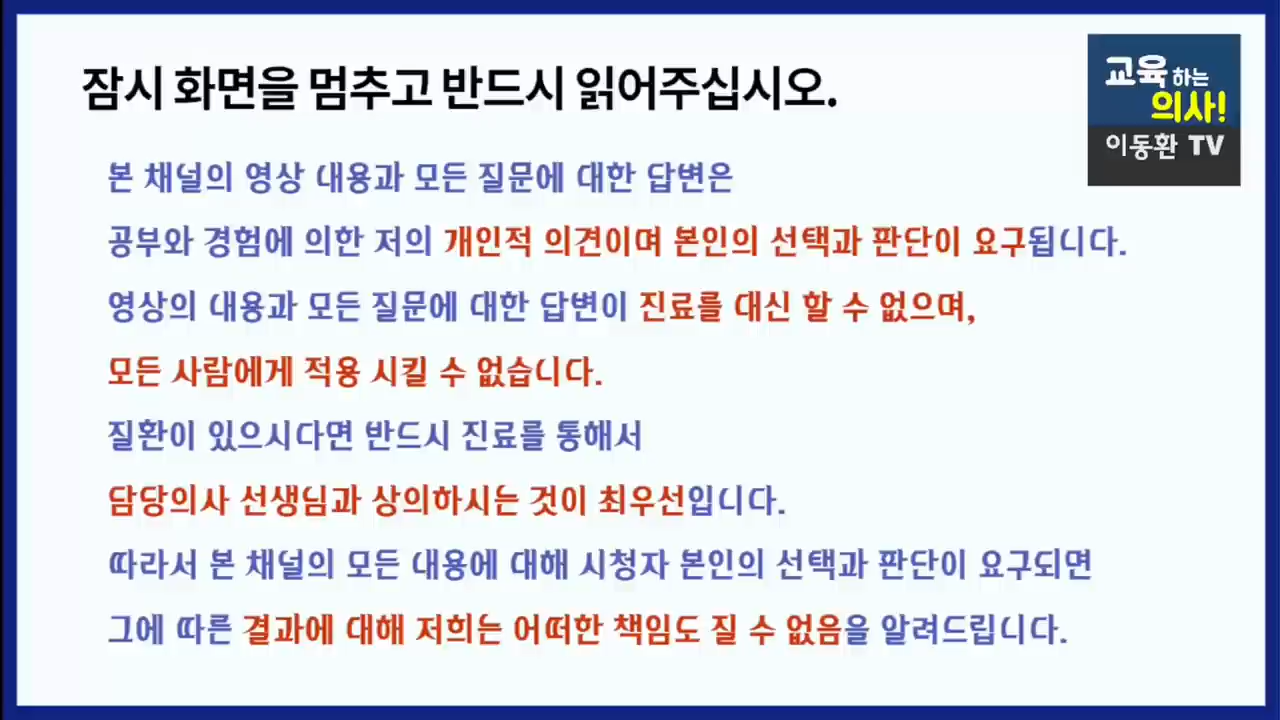 잠시 화면을 멈추고 반드시 읽어주십시오.
교육 하는
의사!
이동환 TV
본 채널의 영상 내용과 모든 질문에 대한 답변은
공부와 경험에 의한 저의 개인적 의견이며 본인의 선택과 판단이 요구됩니다.
영상의 내용과 모든 질문에 대한 답변이 진료를 대신 할 수 없으며,
모든 사람에게 적용 시킬 수 없습니다.
질환이 있으시다면 반드시 진료를 통해서
담당의사 선생님과 상의하시는 것이 최우선입니다.
따라서 본 채널의 모든 내용에 대해 시청자 본인의 선택과 판단이 요구되면
그에 따른 결과에 대해 저희는 어떠한 책임도 질 수 없음을 알려드립니다.